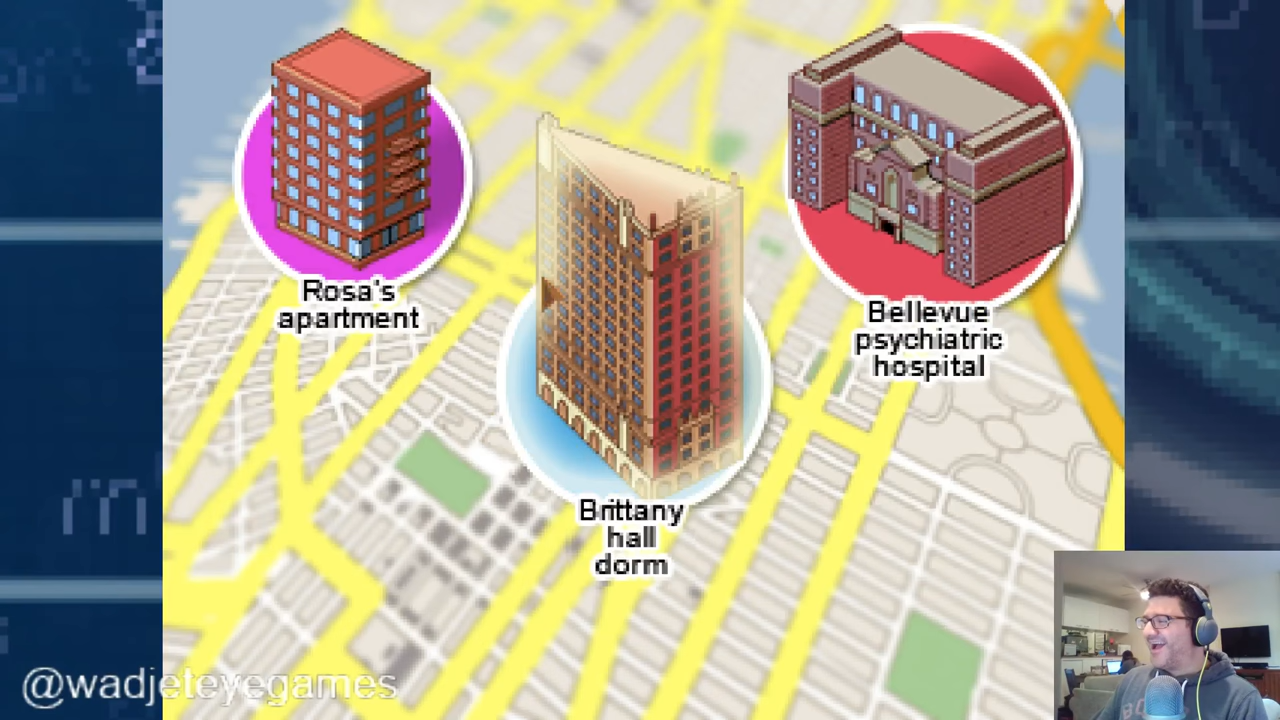 Rosa's
apartment
Brittany
hall
dorm
Bellevue
psychiatric
hospital
@wadjeteyegames